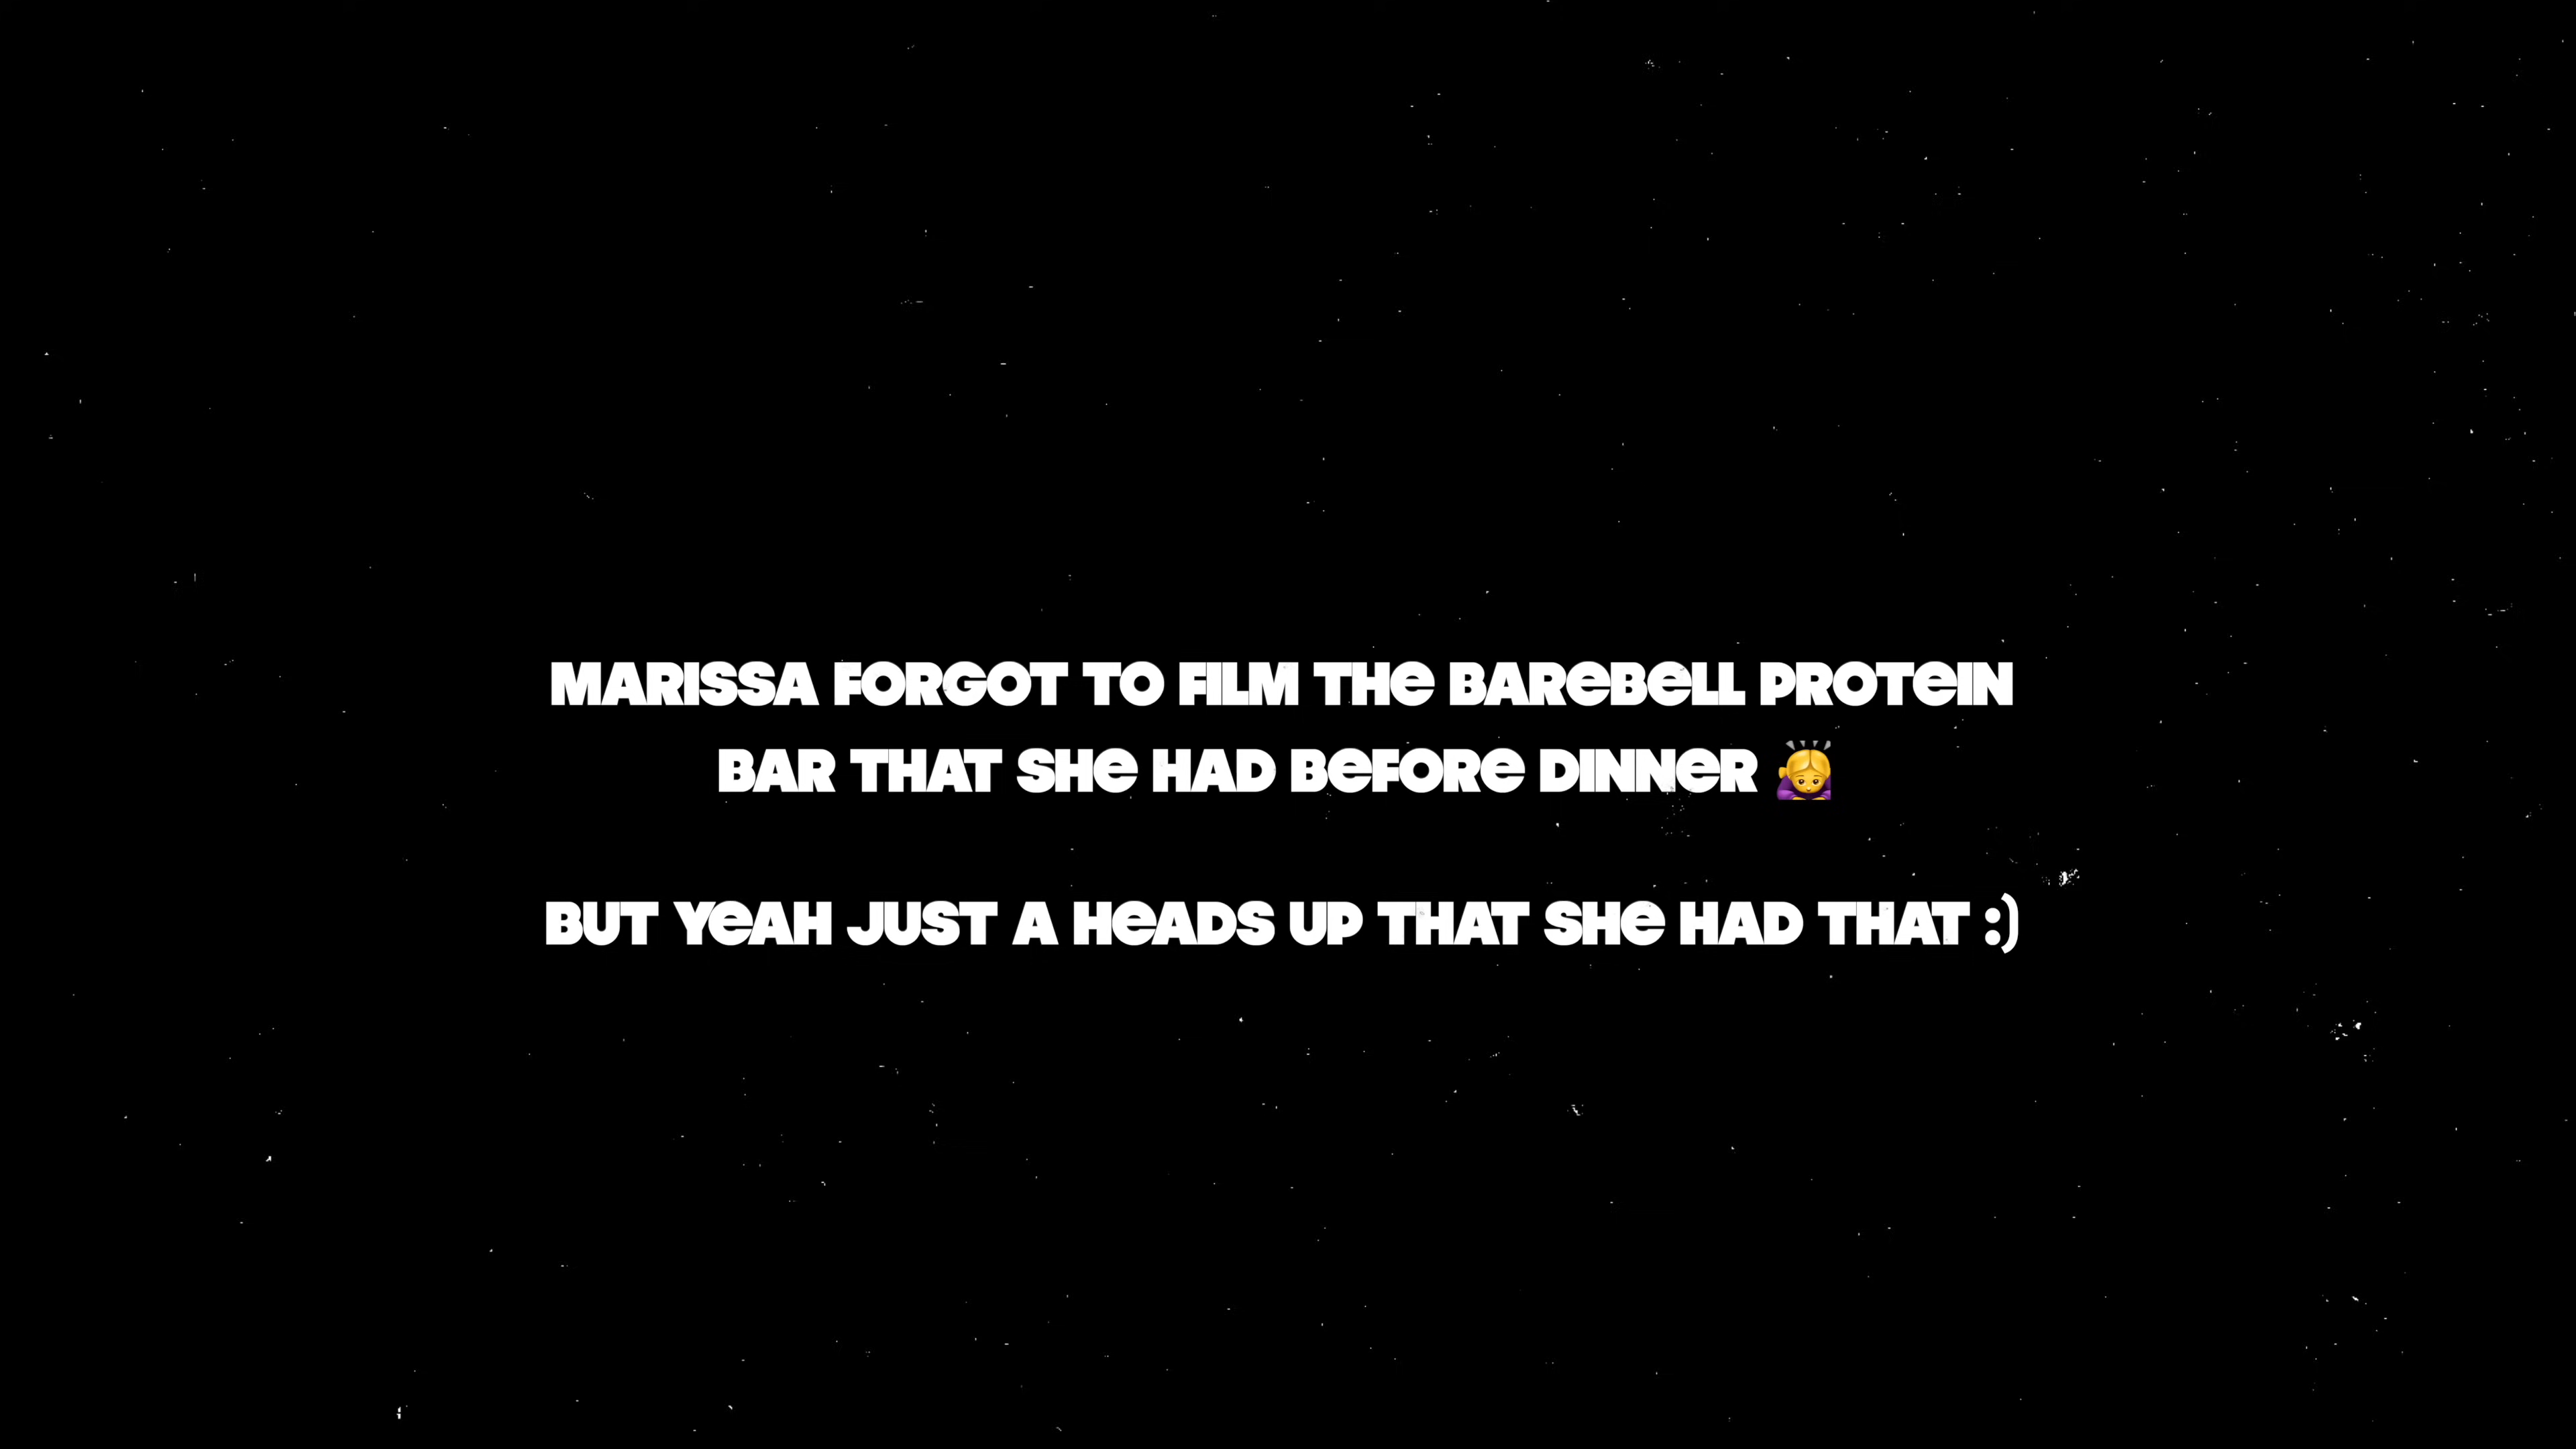 MARISSA FORGOT TO FILM THE BAREBELL PROTEIN
BAR THAT SHE HAD BEFORE DINNER 🙇‍♀️
BUT YEAH JUST A HEADS UP THAT SHE HAD THAT :)